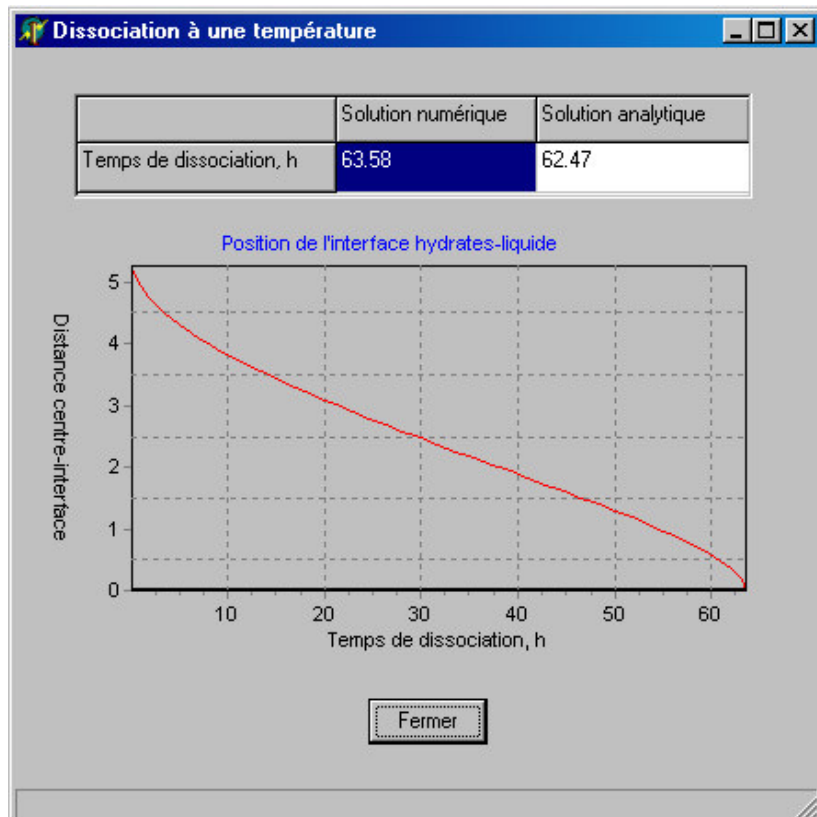 Dissociation à une température
Solution numérique Solution analytique
Temps de dissociation, h 63.58 62.47
Position de l'interface hydrates-liquide
5
4
3
2
1
0
Distance centre-interface
10 20 30 40 50 60
Temps de dissociation, h
Fermer